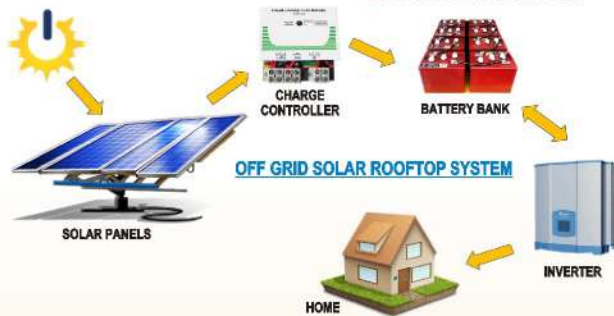 CHARGE
CONTROLLER
BATTERY BANK
OFF GRID SOLAR ROOFTOP SYSTEM
SOLAR PANELS
INVERTER
HOME